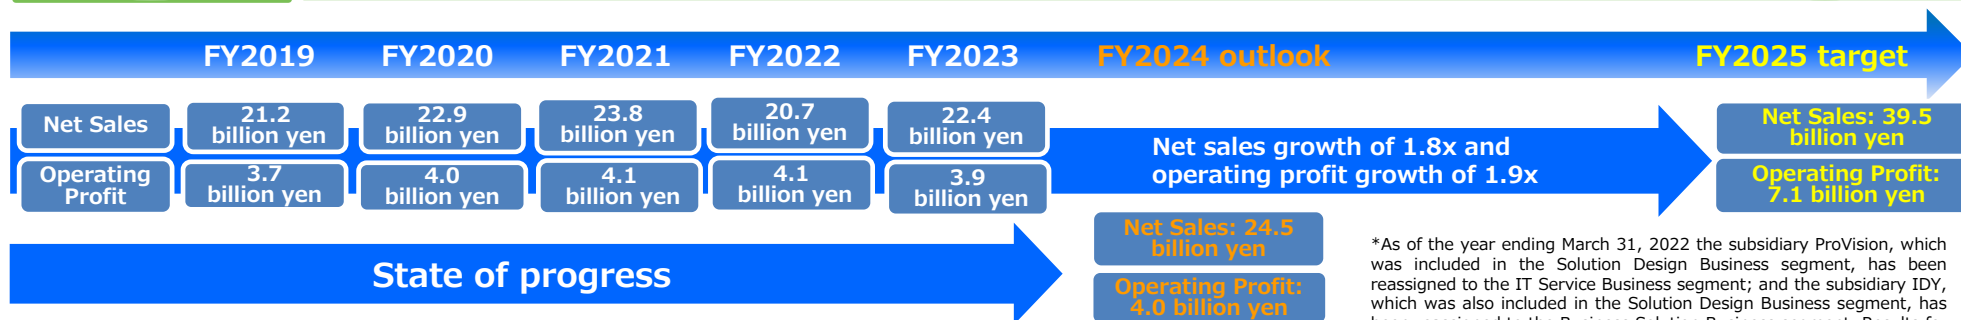 FY2019 FY2020 FY2021 FY2022 FY2023 FY2024 outlook FY2025 target
Net Sales
21.2
billion yen
22.9
billion yen
23.8
billion yen
20.7
billion yen
22.4
billion yen
Operating
Profit
3.7
billion yen
4.0
billion yen
4.1
billion yen
4.1
billion yen
3.9
billion yen
Net sales growth of 1.8x and
operating profit growth of 1.9x
Net Sales: 39.5
billion yen
Operating Profit:
7.1 billion yen
State of progress
Net Sales: 24.5
billion yen
Operating Profit:
4.0 billion yen
*As of the year ending March 31, 2022 the subsidiary ProVision, which
was included in the Solution Design Business segment, has been
reassigned to the IT Service Business segment; and the subsidiary IDY,
which was also included in the Solution Design Business segment, has